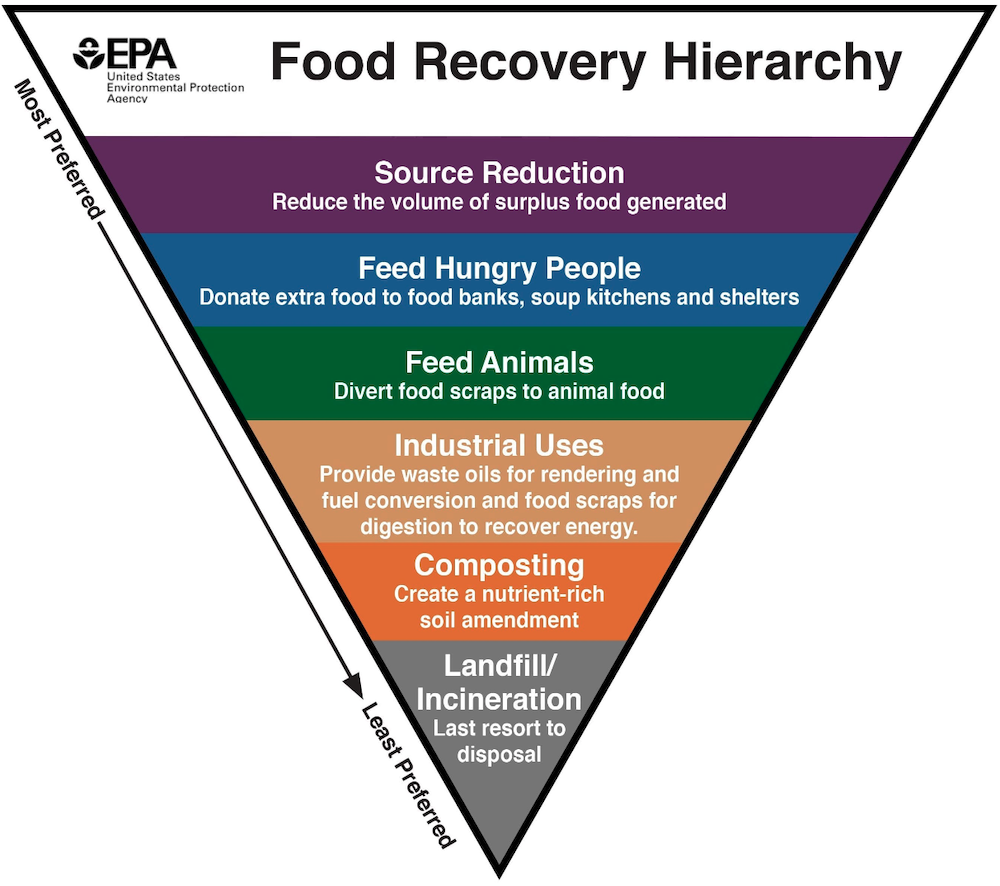 EPA
United States
Environmental Protection
Agency
Food Recovery Hierarchy
Most Preferred
Source Reduction
Reduce the volume of surplus food generated
Feed Hungry People
Donate extra food to food banks, soup kitchens and shelters
Feed Animals
Divert food scraps to animal food
Industrial Uses
Provide waste oils for rendering and
fuel conversion and food scraps for
digestion to recover energy.
Composting
Create a nutrient-rich
soil amendment
Landfill/
Incineration
Last resort to
disposal
Least Preferred